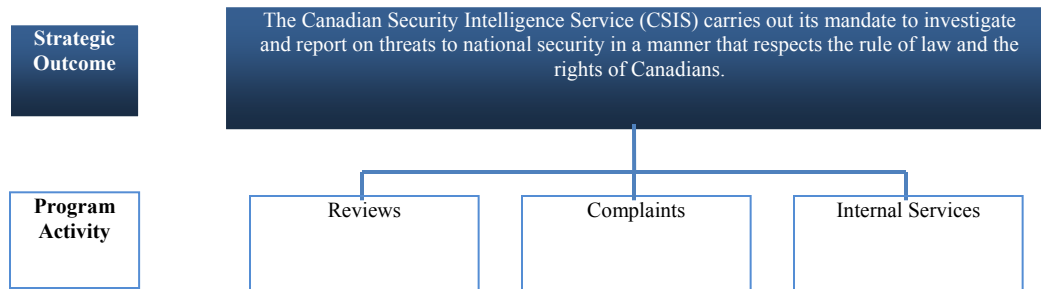 Strategic
Outcome
The Canadian Security Intelligence Service (CSIS) carries out its mandate to investigate
and report on threats to national security in a manner that respects the rule of law and the
rights of Canadians.
Program
Activity
Reviews
Complaints
Internal Services